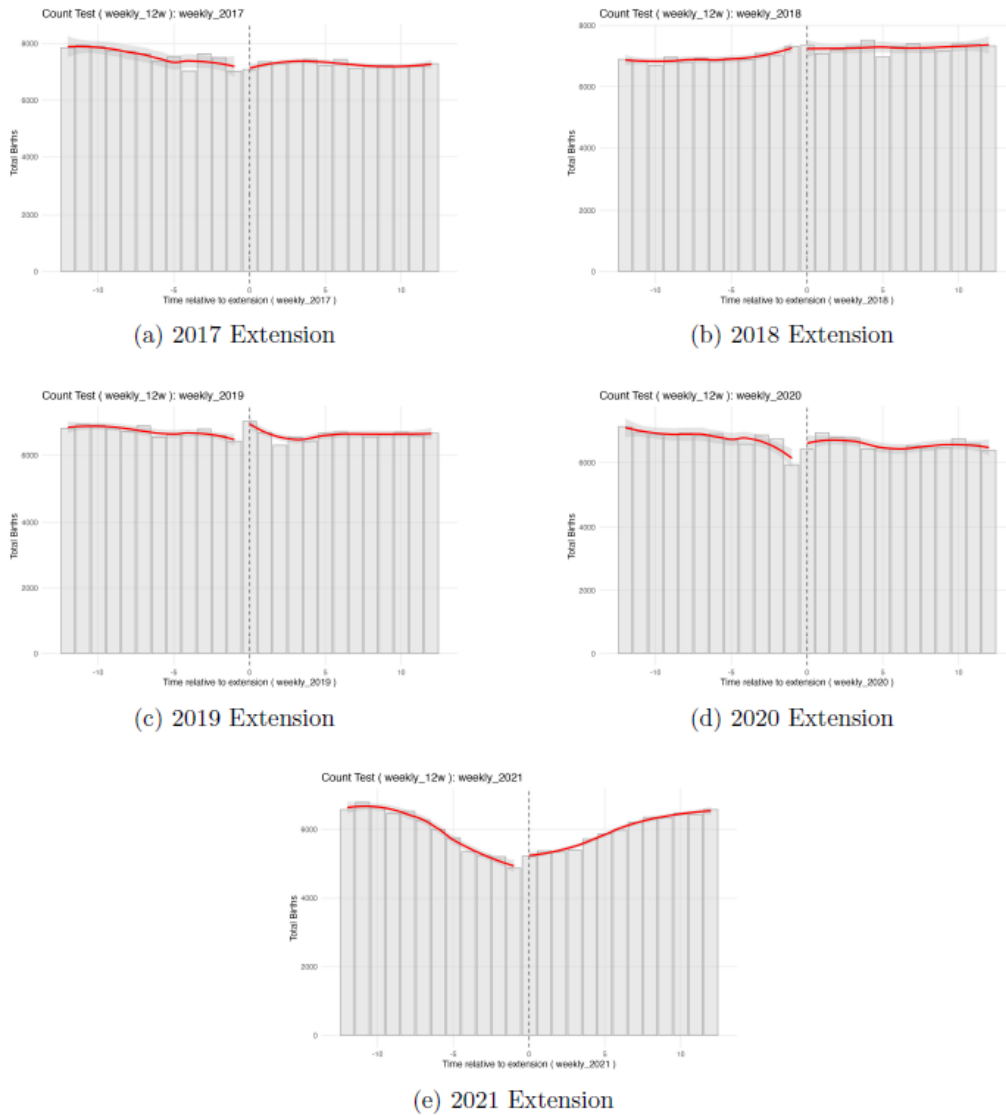 Count Test ( weekly_12w ): weekly_2017
8000
6000
4000
2000
0
Total Births
-10 -5 0 5 10
Time relative to extension ( weekly_2017 )
(a) 2017 Extension
Count Test ( weekly_12w ): weekly_2018
8000
6000
4000
2000
0
Total Births
-10 -5 0 5 10
Time relative to extension ( weekly_2018 )
(b) 2018 Extension
Count Test ( weekly_12w ): weekly_2019
6000
4000
2000
0
Total Births
-10 -5 0 5 10
Time relative to extension ( weekly_2019 )
(c) 2019 Extension
Count Test ( weekly_12w ): weekly_2020
6000
4000
2000
0
Total Births
-10 -5 0 5 10
Time relative to extension ( weekly_2020 )
(d) 2020 Extension
Count Test ( weekly_12w ): weekly_2021
6000
4000
2000
0
Total Births
-10 -5 0 5 10
Time relative to extension ( weekly_2021 )
(e) 2021 Extension